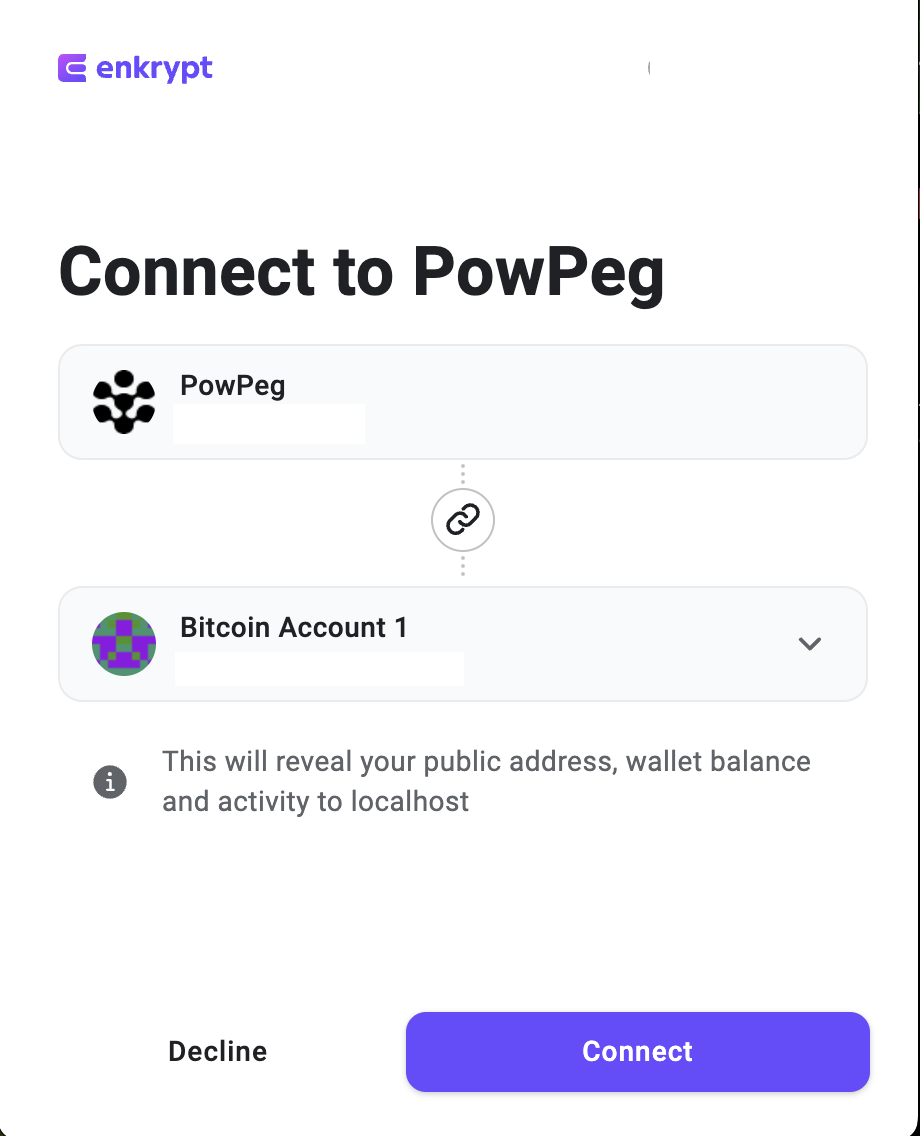 enkrypt
Connect to PowPeg
PowPeg
Bitcoin Account 1
This will reveal your public address, wallet balance
and activity to localhost
Decline
Connect